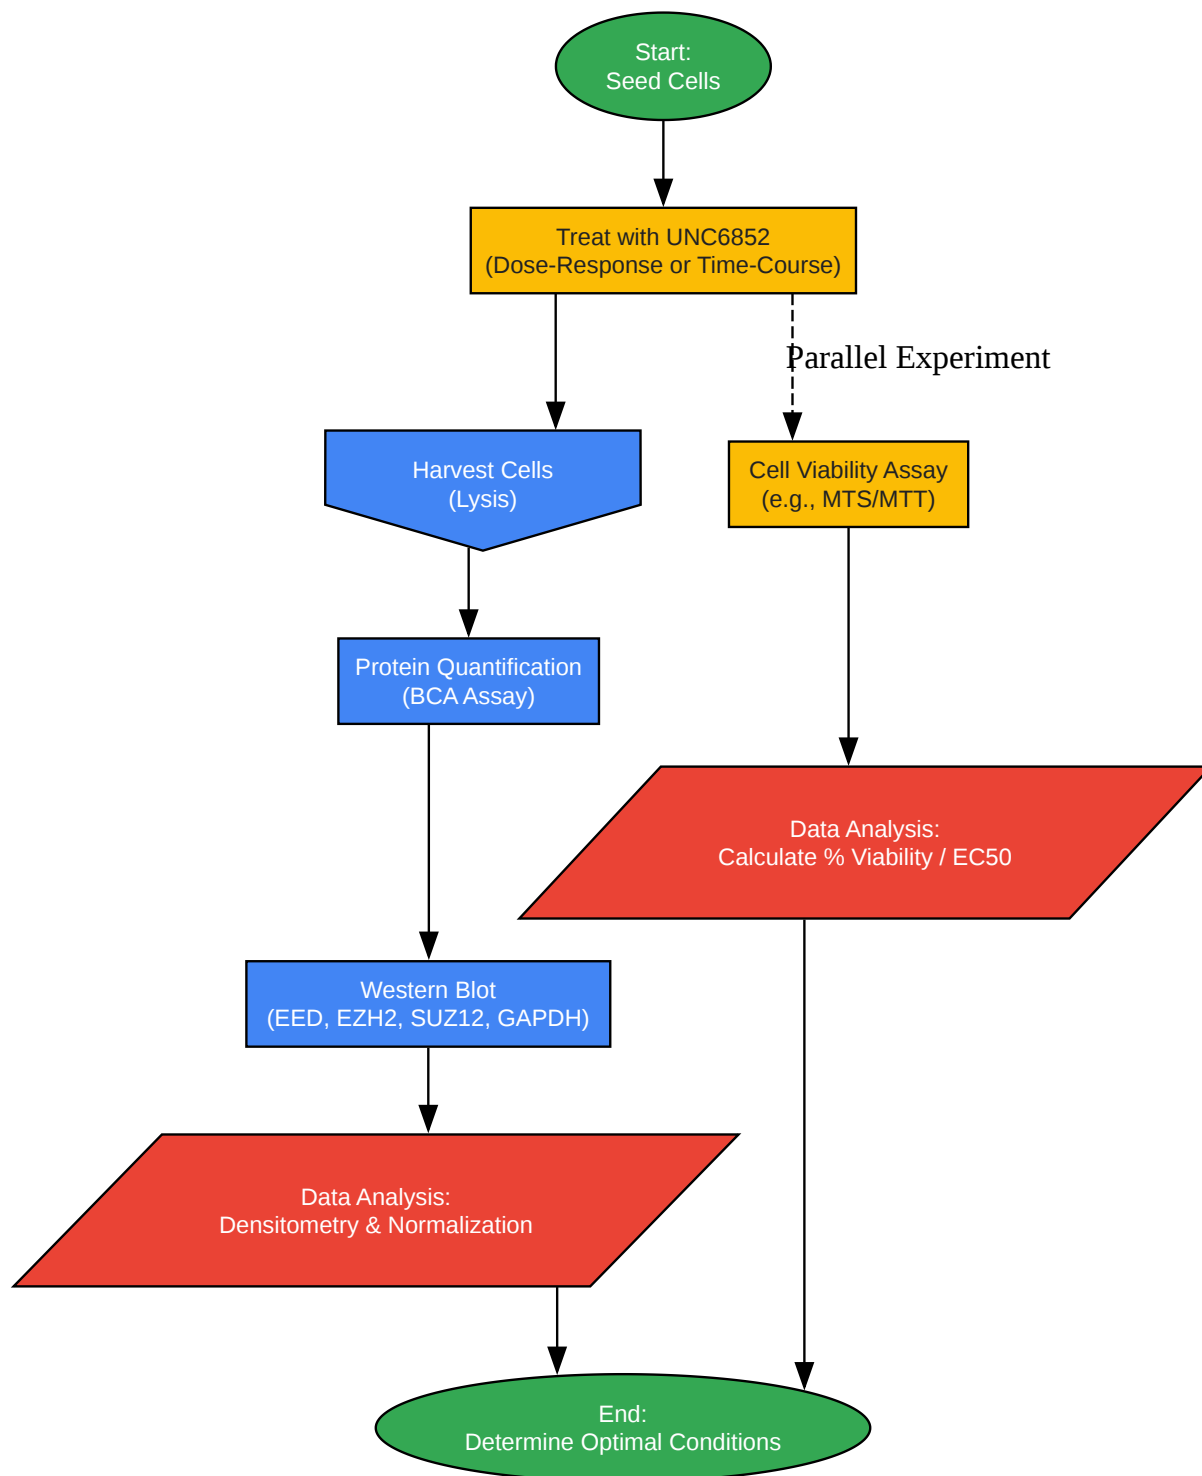 Start:
Seed Cells
Treat with UNC6852
(Dose-Response or Time-Course)
Parallel Experiment
Harvest Cells
(Lysis)
Cell Viability Assay
(e.g., MTS/MTT)
Protein Quantification
(BCA Assay)
Data Analysis:
Calculate % Viability / EC50
Western Blot
(EED, EZH2, SUZ12, GAPDH)
Data Analysis:
Densitometry & Normalization
End:
Determine Optimal Conditions